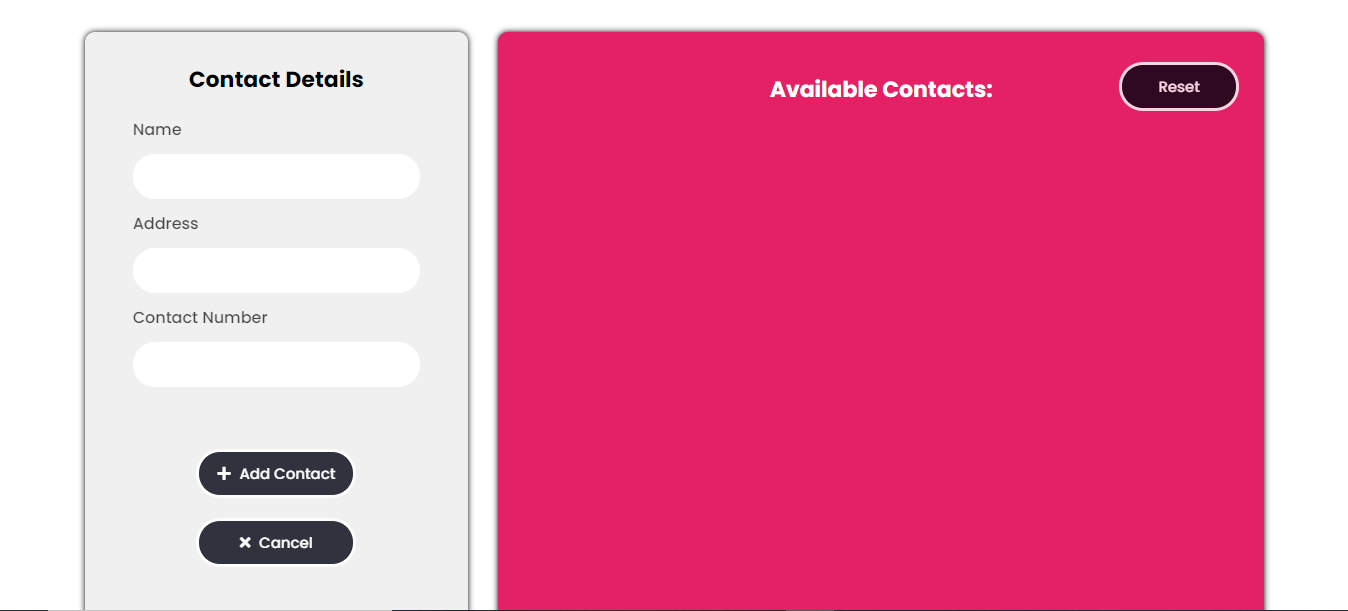 Contact Details
Name
Address
Contact Number
Add Contact
Cancel
Available Contacts:
Reset